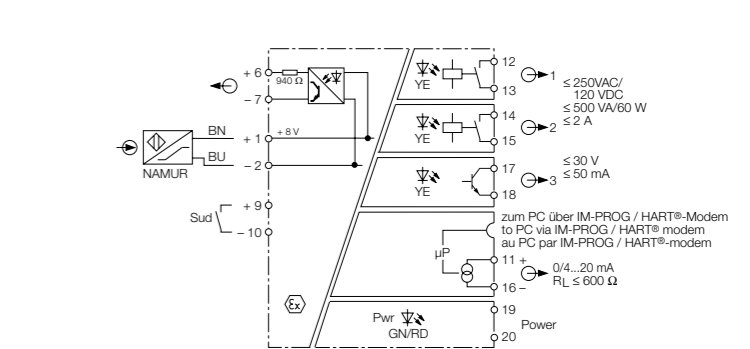 + 6
940 Ω
– 7
BN
+ 1
+ 8 V
BU
– 2
NAMUR
Sud
+ 9
– 10
εx
YE
12
13
1
≤ 250VAC/
120 VDC
≤ 500 VA/60 W
≤ 2 A
YE
14
15
2
YE
17
18
3
≤ 30 V
≤ 50 mA
zum PC über IM-PROG / HART®-Modem
to PC via IM-PROG / HART® modem
au PC par IM-PROG / HART®-modem
µP
11 +
16 –
0/4...20 mA
RL ≤ 600 Ω
Pwr
GN/RD
19
20
Power